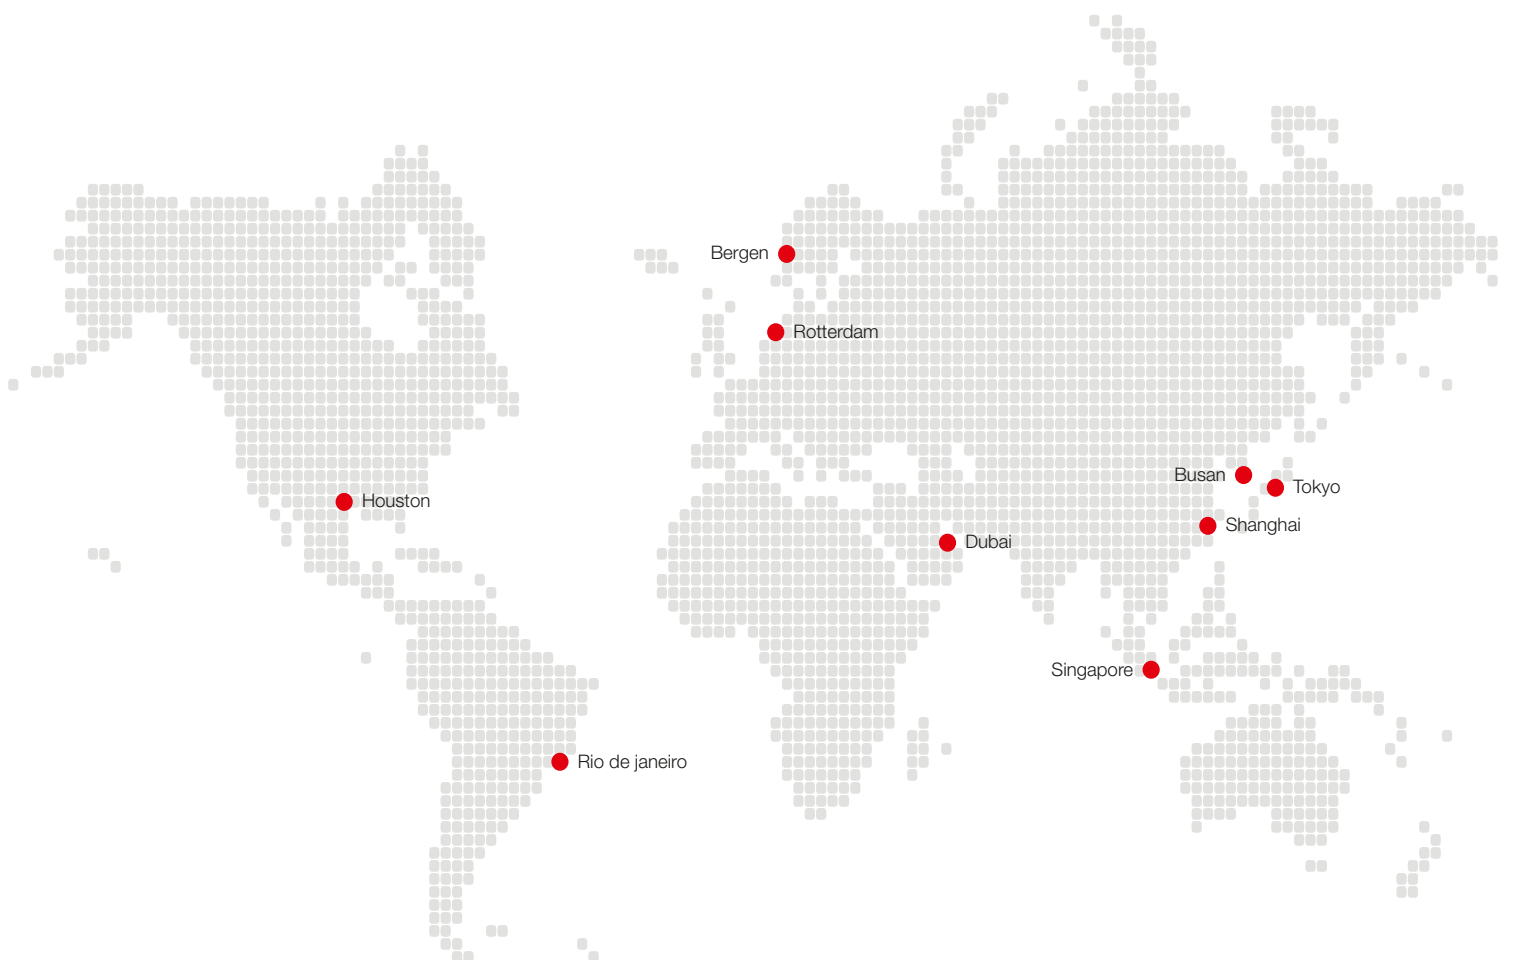 Bergen
Rotterdam
Busan
Tokyo
Houston
Shanghai
Dubai
Singapore
Rio de janeiro